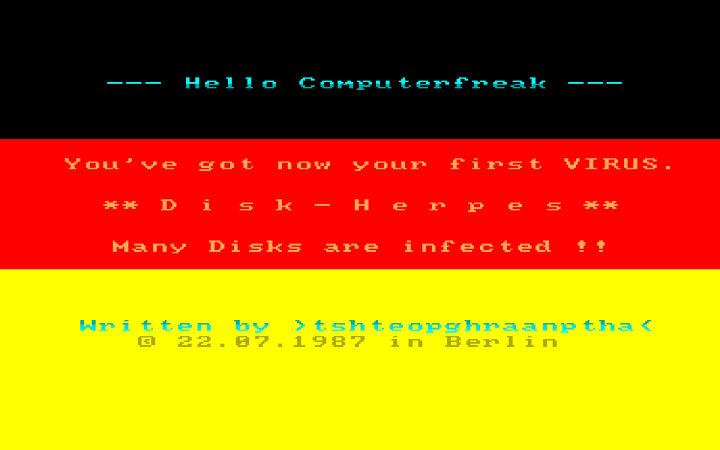 --- Hello Computerfreak ---
You've got now your first VIRUS.
** D i s k - H e r p e s **
Many Disks are infected !!
Written by >tshteopghraanptha<
© 22.07.1987 in Berlin